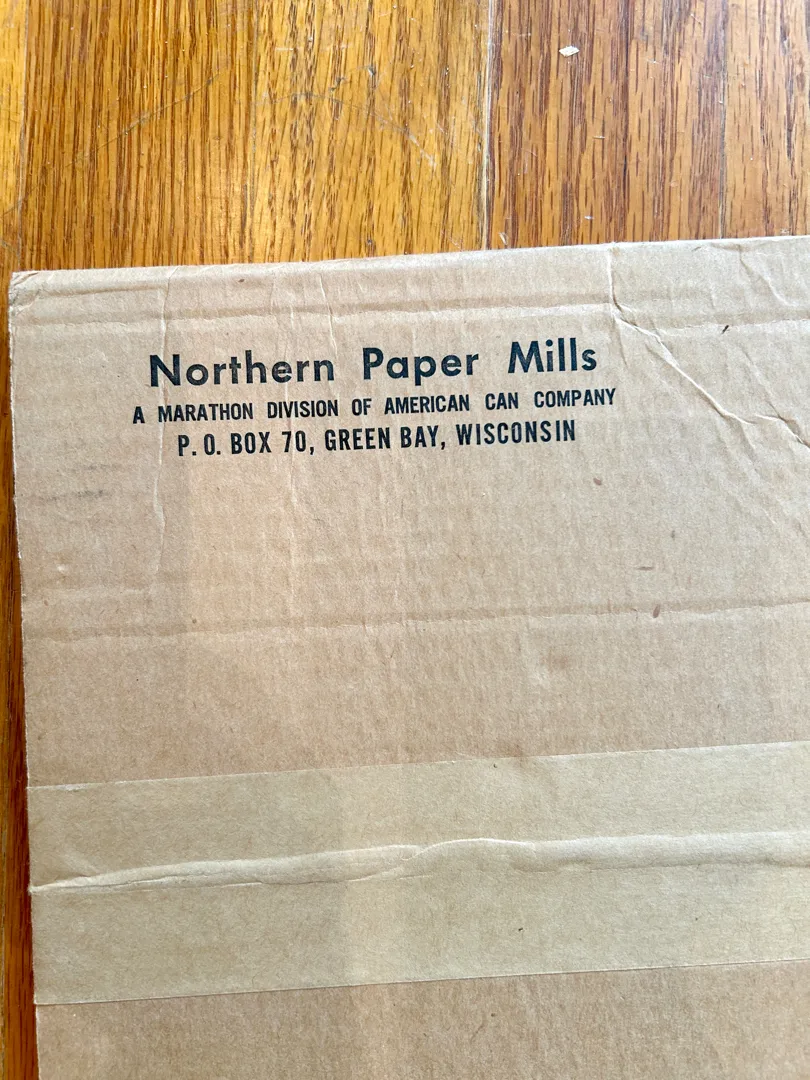 Northern Paper Mills
A MARATHON DIVISION OF AMERICAN CAN COMPANY
P. O. BOX 70, GREEN BAY, WISCONSIN